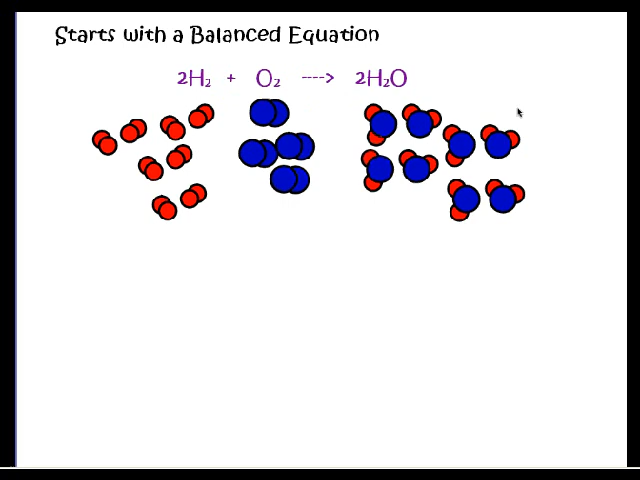 Starts with a Balanced Equation
2H₂ + O₂ ----> 2H₂O